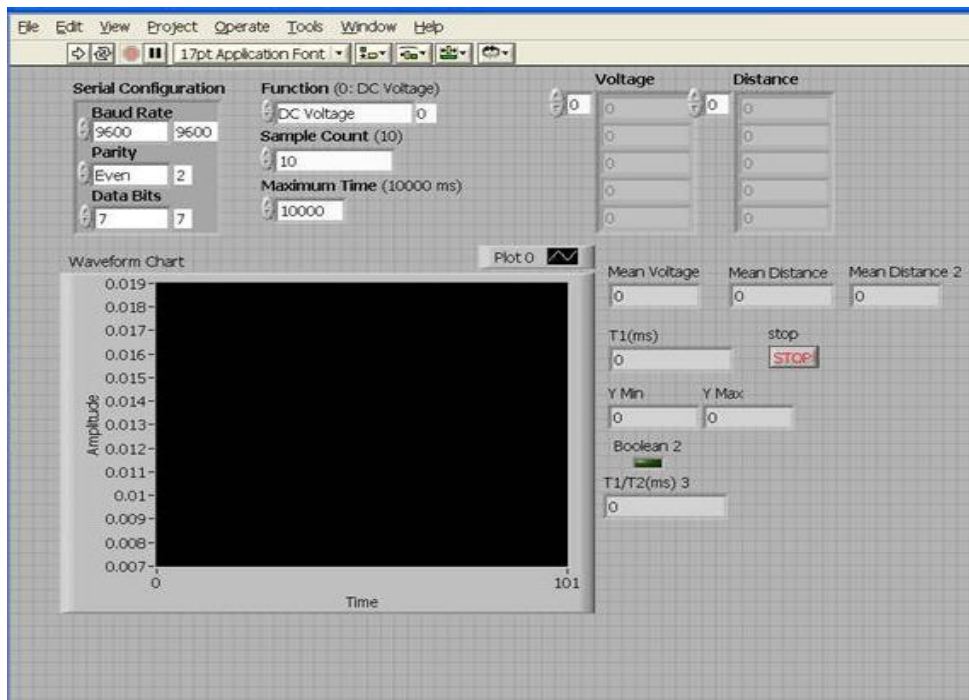 File Edit View Project Operate Tools Window Help
17pt Application Font
Serial Configuration
Baud Rate
9600 9600
Parity
Even 2
Data Bits
7 7
Function (0: DC Voltage)
DC Voltage 0
Sample Count (10)
10
Maximum Time (10000 ms)
10000
Voltage
0 0
0
0
0
0
Distance
0 0
0
0
0
0
Waveform Chart
Plot 0
0.019
0.018
0.017
0.016
0.015
0.014
0.013
0.012
0.011
0.01
0.009
0.008
0.007
Amplitude
0 101
Time
Mean Voltage Mean Distance Mean Distance 2
0 0 0
T1(ms) stop
0 STOP
Y Min Y Max
0 0
Boolean 2
T1/T2(ms) 3
0